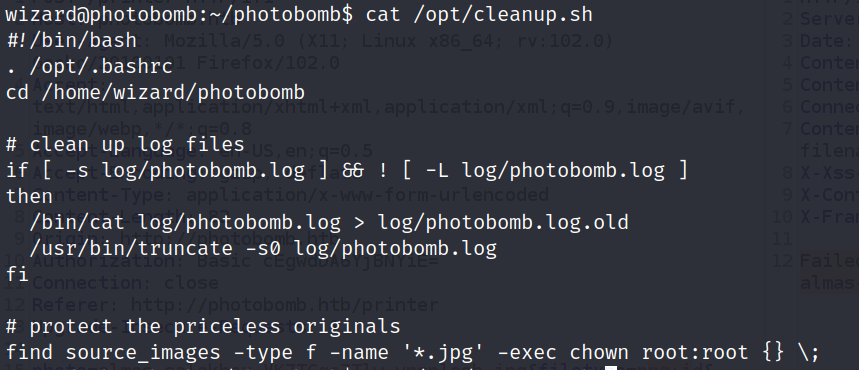 wizard@photobomb:~/photobomb$ cat /opt/cleanup.sh
#!/bin/bash
. /opt/.bashrc
cd /home/wizard/photobomb

# clean up log files
if [ -s log/photobomb.log ] && ! [ -L log/photobomb.log ]
then
  /bin/cat log/photobomb.log > log/photobomb.log.old
  /usr/bin/truncate -s0 log/photobomb.log
fi

# protect the priceless originals
find source_images -type f -name '*.jpg' -exec chown root:root {} \;